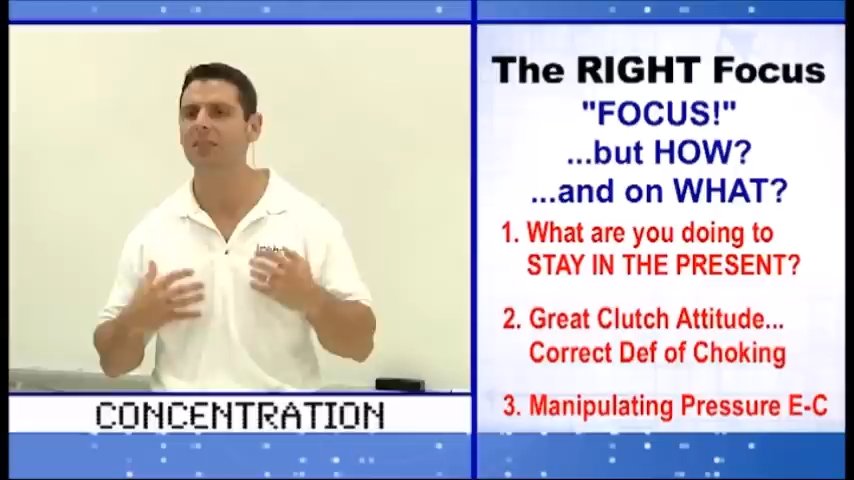 The RIGHT Focus
"FOCUS!"
...but HOW?
...and on WHAT?
1. What are you doing to
STAY IN THE PRESENT?
2. Great Clutch Attitude...
Correct Def of Choking
3. Manipulating Pressure E-C
CONCENTRATION